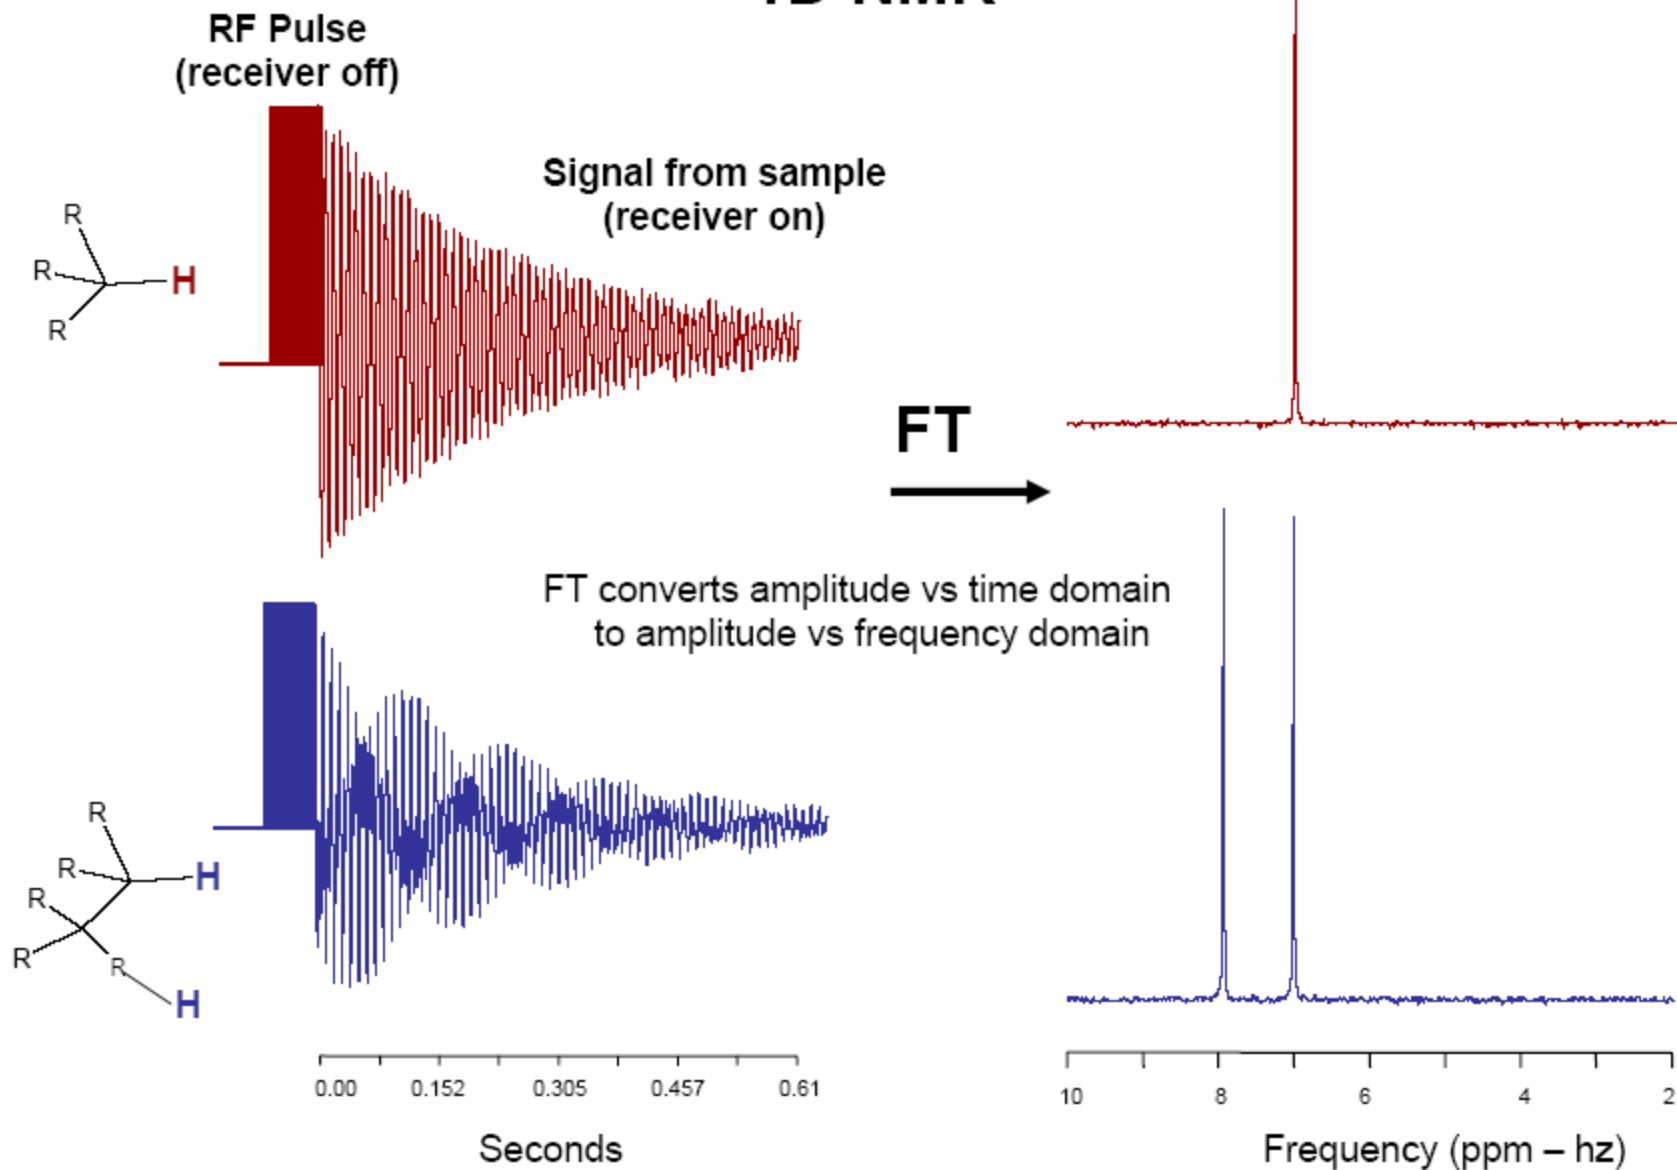 1D NMR
RF Pulse
(receiver off)
Signal from sample
(receiver on)
R
R
H
R
FT
FT converts amplitude vs time domain
to amplitude vs frequency domain
R
R
H
R
R
R
H
0.00 0.152 0.305 0.457 0.61
Seconds
10 8 6 4 2
Frequency (ppm – hz)